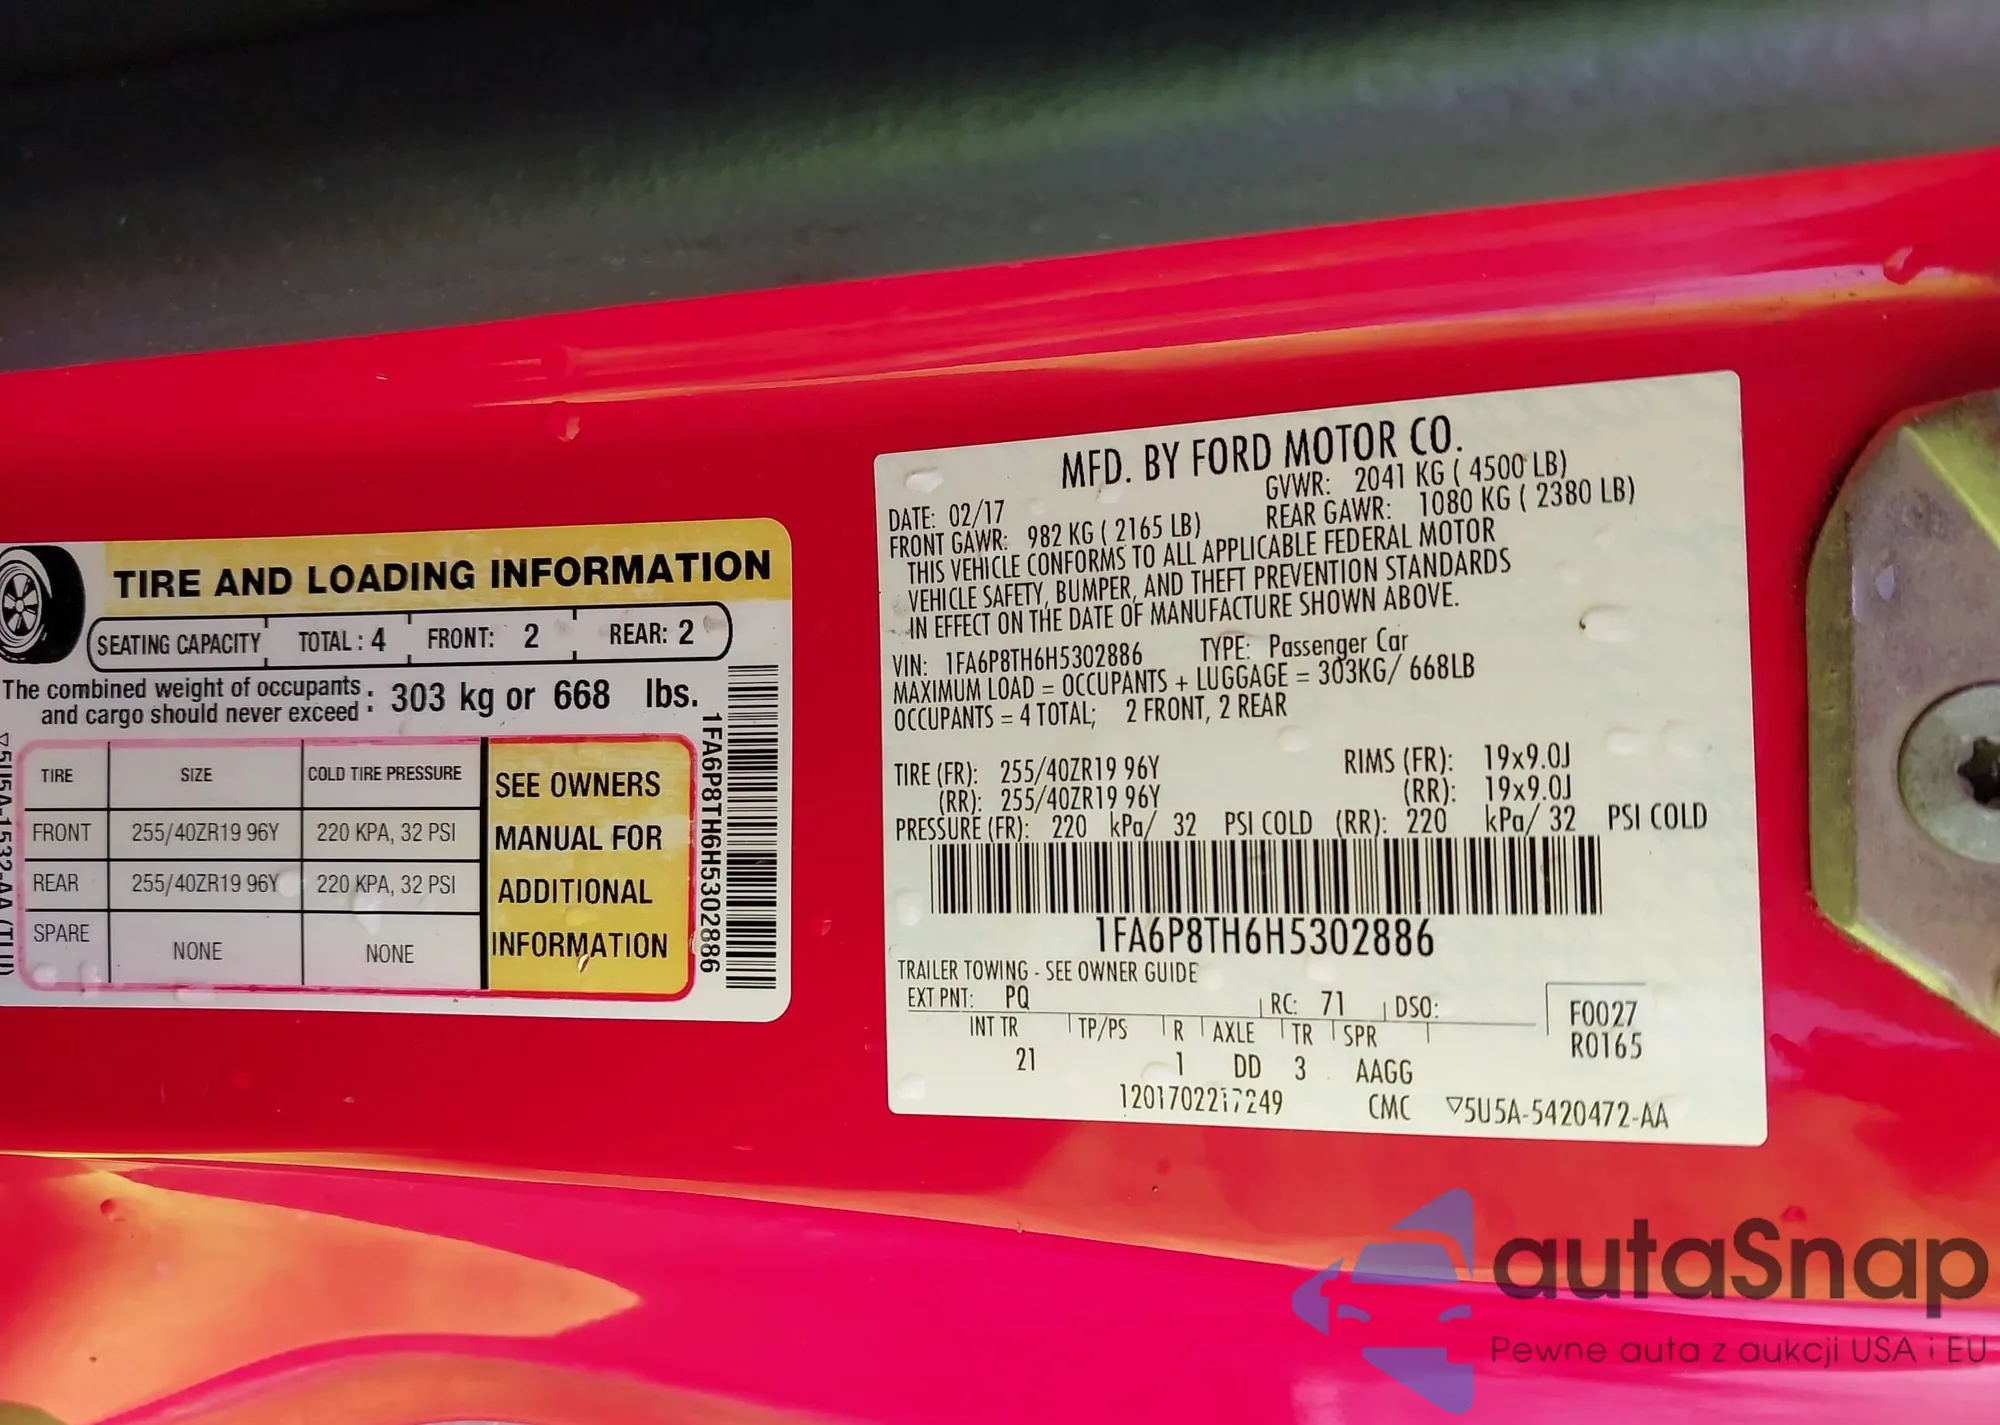 TIRE AND LOADING INFORMATION
SEATING CAPACITY TOTAL : 4 FRONT: 2 REAR: 2
The combined weight of occupants and cargo should never exceed : 303 kg or 668 lbs.
TIRE SIZE COLD TIRE PRESSURE
FRONT 255/40ZR19 96Y 220 KPA, 32 PSI
REAR 255/40ZR19 96Y 220 KPA, 32 PSI
SPARE NONE NONE
SEE OWNERS
MANUAL FOR
ADDITIONAL
INFORMATION
1FA6P8TH6H5302886
5U5A-1532-AA (TLU)
MFD. BY FORD MOTOR CO.
DATE: 02/17 GVWR: 2041 KG ( 4500 LB)
FRONT GAWR: 982 KG ( 2165 LB) REAR GAWR: 1080 KG ( 2380 LB)
THIS VEHICLE CONFORMS TO ALL APPLICABLE FEDERAL MOTOR
VEHICLE SAFETY, BUMPER, AND THEFT PREVENTION STANDARDS
IN EFFECT ON THE DATE OF MANUFACTURE SHOWN ABOVE.
VIN: 1FA6P8TH6H5302886 TYPE: Passenger Car
MAXIMUM LOAD = OCCUPANTS + LUGGAGE = 303KG/ 668LB
OCCUPANTS = 4 TOTAL; 2 FRONT, 2 REAR
TIRE (FR): 255/40ZR19 96Y RIMS (FR): 19x9.0J
(RR): 255/40ZR19 96Y (RR): 19x9.0J
PRESSURE (FR): 220 kPa/ 32 PSI COLD (RR): 220 kPa/ 32 PSI COLD
1FA6P8TH6H5302886
TRAILER TOWING - SEE OWNER GUIDE
EXT PNT: PQ RC: 71 DSO:
F0027
R0165
INT TR TP/PS R AXLE TR SPR
21 1 DD 3 AAGG
1201702217249 CMC ▽5U5A-5420472-AA
autaSnap
Pewne auta z aukcji USA i EU